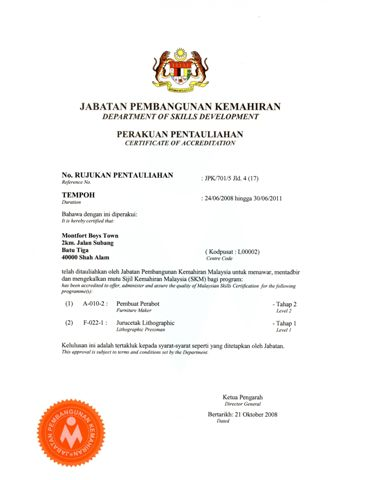 JABATAN PEMBANGUNAN KEMAHIRAN
DEPARTMENT OF SKILLS DEVELOPMENT
PERAKUAN PENTAULIAHAN
CERTIFICATE OF ACCREDITATION
No. RUJUKAN PENTAULIAHAN : JPK/701/5 Jld. 4 (17)
Reference No.
TEMPOH : 24/06/2008 hingga 30/06/2011
Duration
Bahawa dengan ini diperakui:
It is hereby certified that:
Montfort Boys Town
2km. Jalan Subang
Batu Tiga ( Kodpusat : L00002)
40000 Shah Alam Centre Code
telah ditauliahkan oleh Jabatan Pembangunan Kemahiran Malaysia untuk menawar, mentadbir
dan mengekalkan mutu Sijil Kemahiran Malaysia (SKM) bagi program:
has been accredited to offer, administer and assure the quality of Malaysian Skills Certification for the following
programme(s):
(1) A-010-2 : Pembuat Perabot - Tahap 2
Furniture Maker Level 2
(2) F-022-1 : Jurucetak Lithographic - Tahap 1
Lithographic Pressman Level 1
Kelulusan ini adalah tertakluk kepada syarat-syarat seperti yang ditetapkan oleh Jabatan.
This approval is subject to terms and conditions set by the Department.
Ketua Pengarah
Director General
Bertarikh: 21 Oktober 2008
Dated
JABATAN PEMBANGUNAN KEMAHIRAN